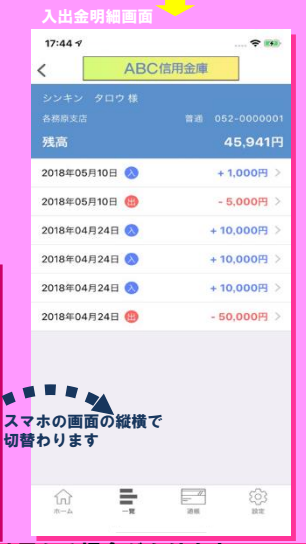 入出金明細画面
17:44
ABC信用金庫
シンキン タロウ 様
各務原支店 普通 052-0000001
残高 45,941円
2018年05月10日 入 + 1,000円
2018年05月10日 出 - 5,000円
2018年04月24日 入 + 10,000円
2018年04月24日 入 + 10,000円
2018年04月24日 入 + 10,000円
2018年04月24日 出 - 50,000円
スマホの画面の縦横で
切替わります
ホーム 一覧 通帳 設定